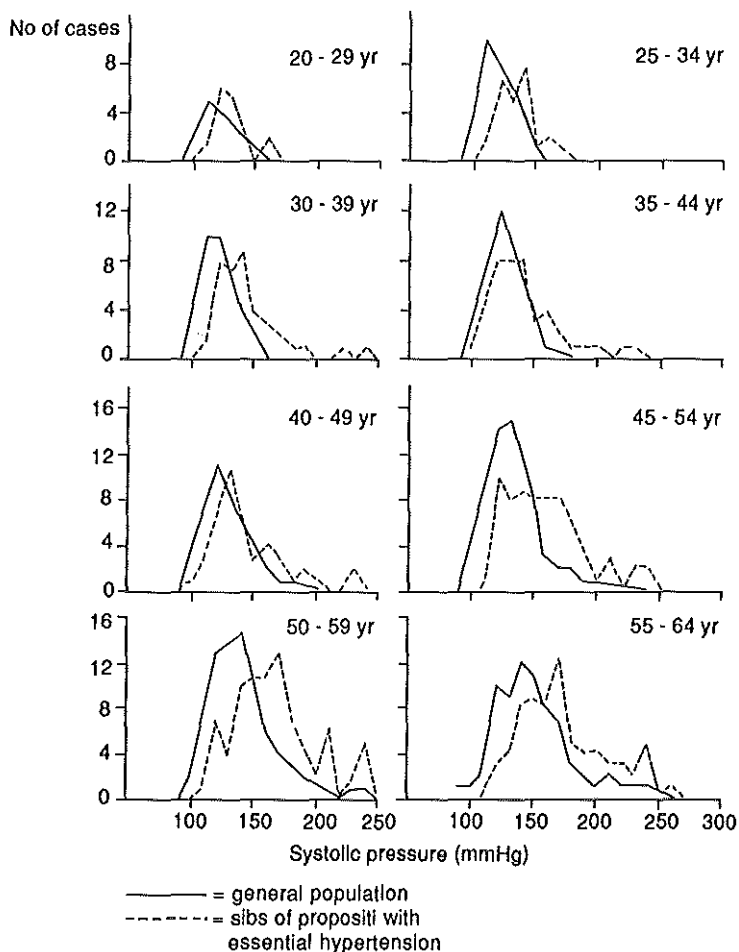 No of cases
8
4
0
20 - 29 yr
25 - 34 yr
12
8
4
0
30 - 39 yr
35 - 44 yr
16
12
8
4
0
40 - 49 yr
45 - 54 yr
16
12
8
4
0
50 - 59 yr
55 - 64 yr
100 150 200 250 100 150 200 250 300
Systolic pressure (mmHg)
= general population
= sibs of propositi with
essential hypertension